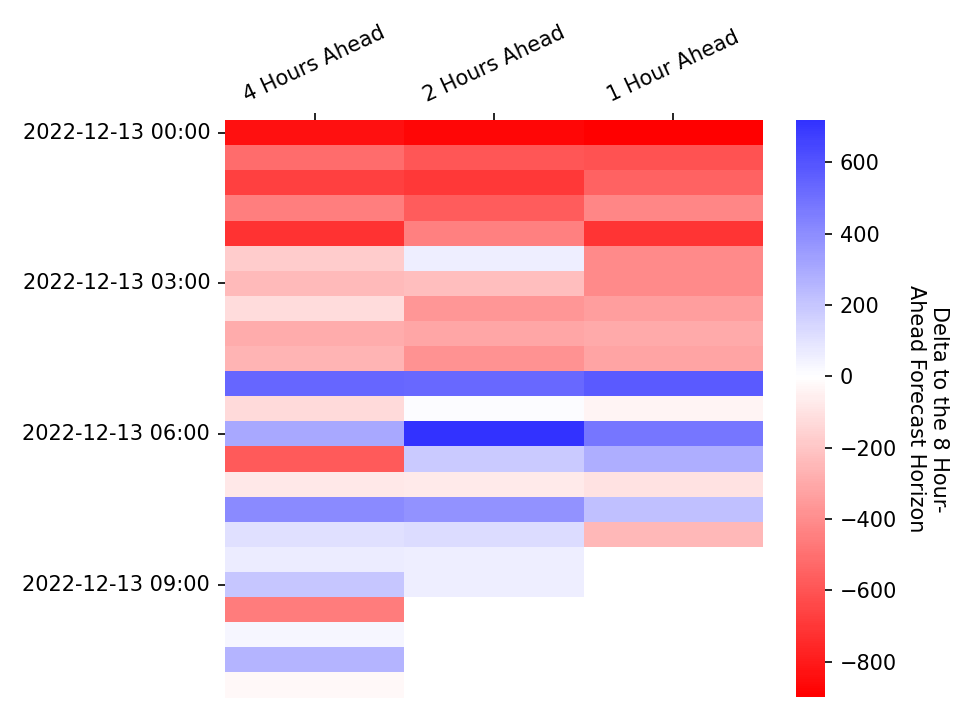 4 Hours Ahead
2 Hours Ahead
1 Hour Ahead
2022-12-13 00:00
2022-12-13 03:00
2022-12-13 06:00
2022-12-13 09:00
600
400
200
0
−200
−400
−600
−800
Delta to the 8 Hour-
Ahead Forecast Horizon